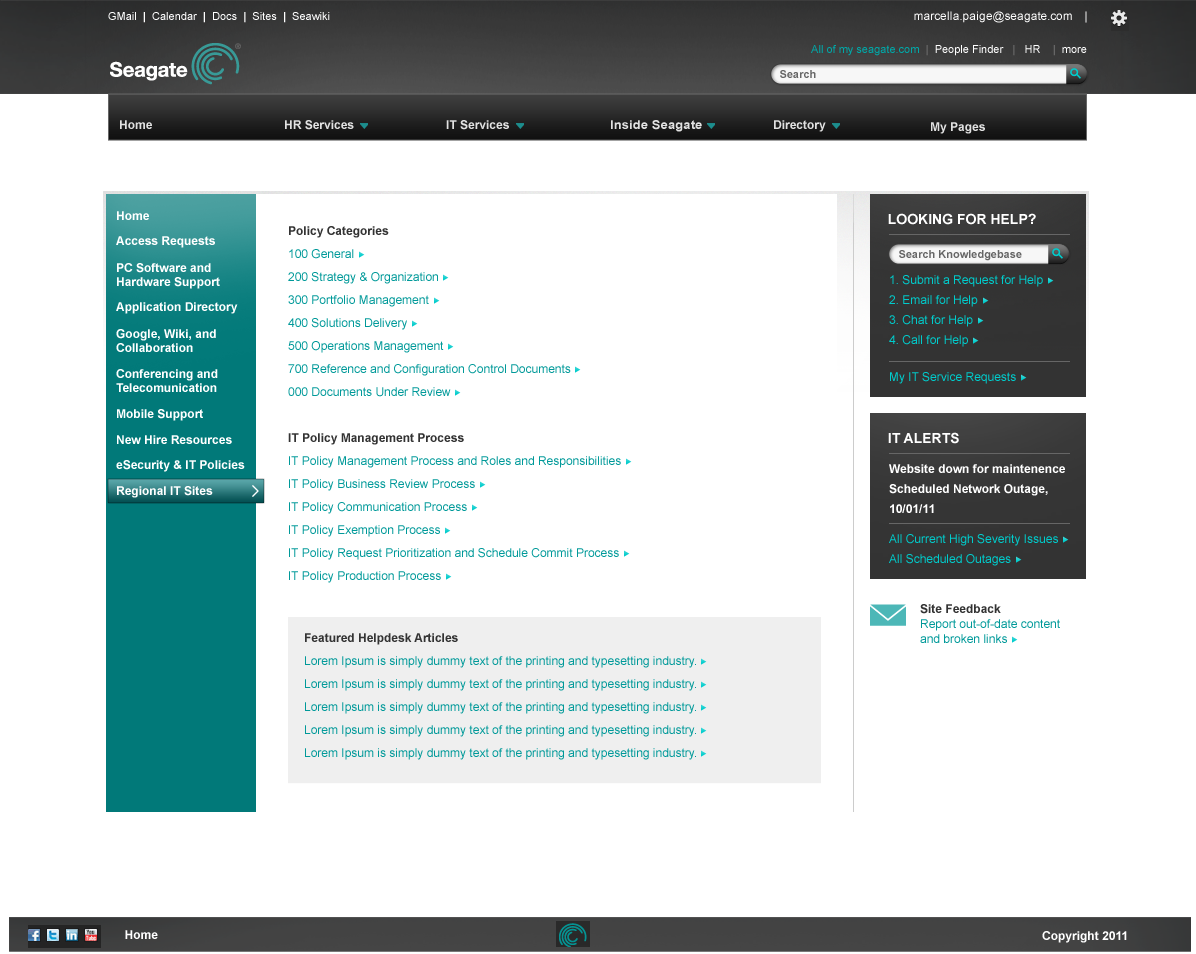 GMail | Calendar | Docs | Sites | Seawiki
marcella.paige@seagate.com |
Seagate®
All of my seagate.com | People Finder | HR | more
Search
Home HR Services IT Services Inside Seagate Directory My Pages
Home
Access Requests
PC Software and
Hardware Support
Application Directory
Google, Wiki, and
Collaboration
Conferencing and
Telecomunication
Mobile Support
New Hire Resources
eSecurity & IT Policies
Regional IT Sites
Policy Categories
100 General
200 Strategy & Organization
300 Portfolio Management
400 Solutions Delivery
500 Operations Management
700 Reference and Configuration Control Documents
000 Documents Under Review
IT Policy Management Process
IT Policy Management Process and Roles and Responsibilities
IT Policy Business Review Process
IT Policy Communication Process
IT Policy Exemption Process
IT Policy Request Prioritization and Schedule Commit Process
IT Policy Production Process
Featured Helpdesk Articles
Lorem Ipsum is simply dummy text of the printing and typesetting industry.
Lorem Ipsum is simply dummy text of the printing and typesetting industry.
Lorem Ipsum is simply dummy text of the printing and typesetting industry.
Lorem Ipsum is simply dummy text of the printing and typesetting industry.
Lorem Ipsum is simply dummy text of the printing and typesetting industry.
LOOKING FOR HELP?
Search Knowledgebase
1. Submit a Request for Help
2. Email for Help
3. Chat for Help
4. Call for Help
My IT Service Requests
IT ALERTS
Website down for maintenence
Scheduled Network Outage,
10/01/11
All Current High Severity Issues
All Scheduled Outages
Site Feedback
Report out-of-date content
and broken links
f t in You Tube Home
Copyright 2011